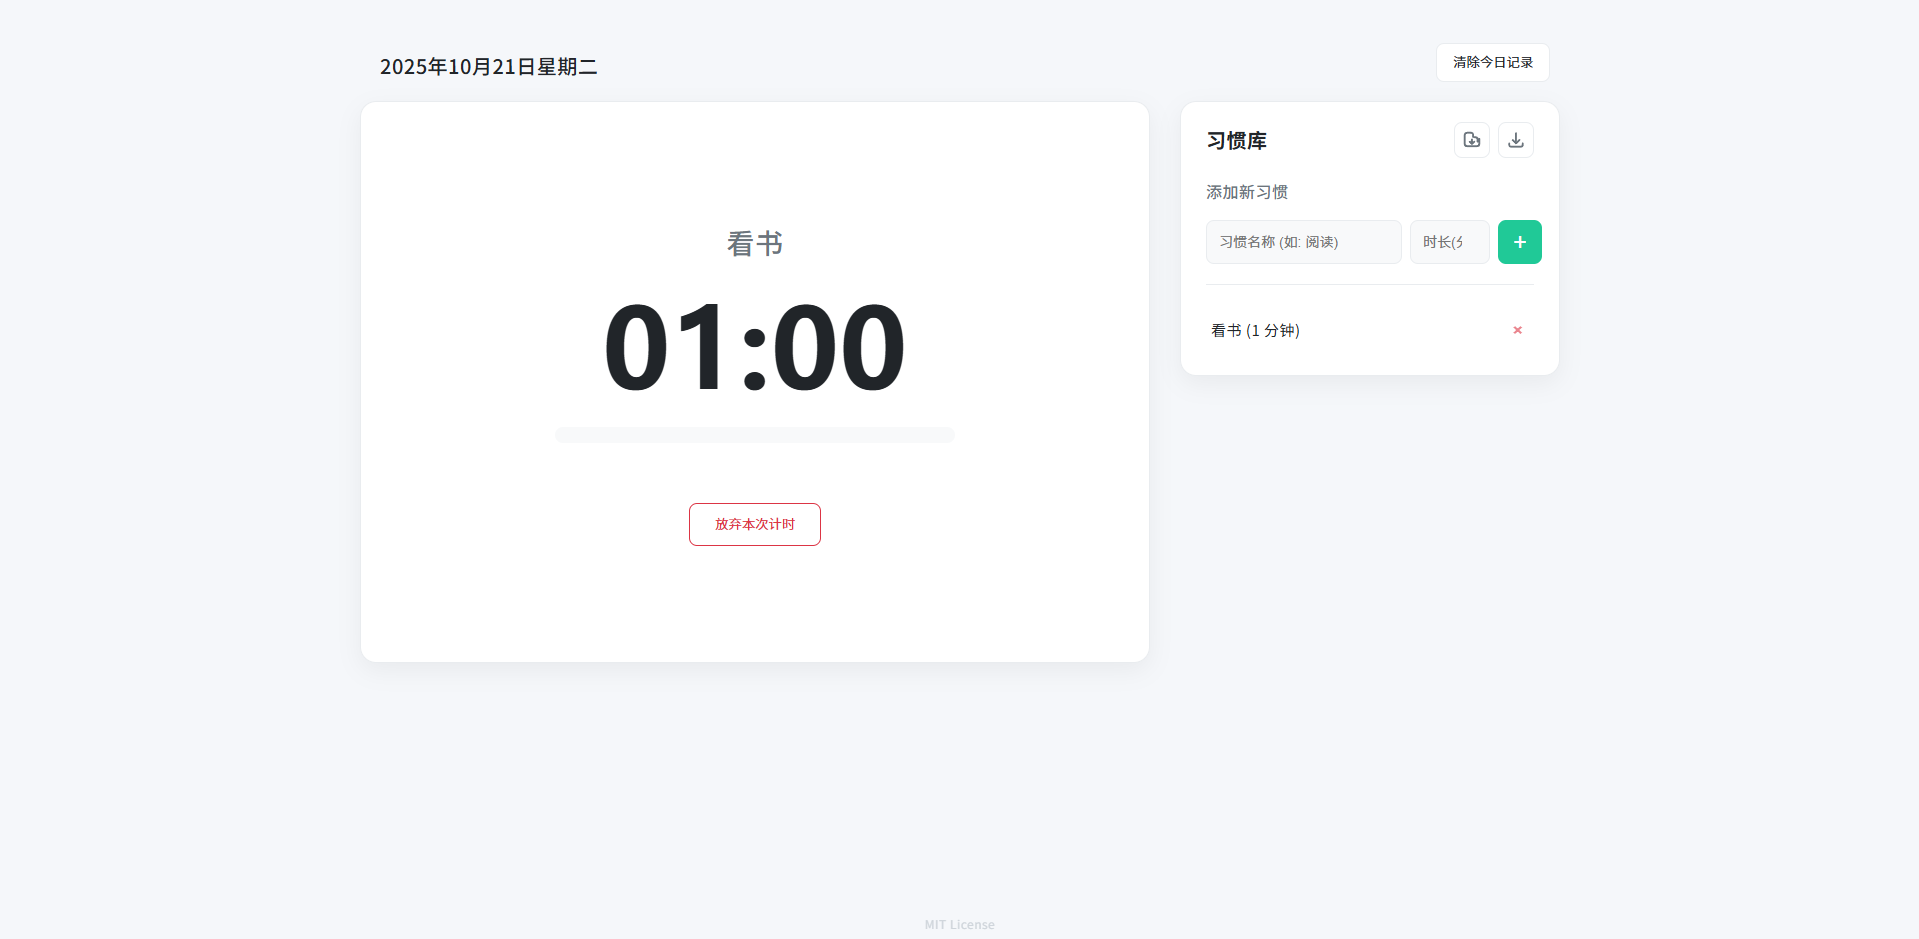 2025年10月21日星期二
清除今日记录
看书
01:00
放弃本次计时
习惯库
添加新习惯
习惯名称 (如: 阅读)
时长(
+
看书 (1 分钟)
×
MIT License